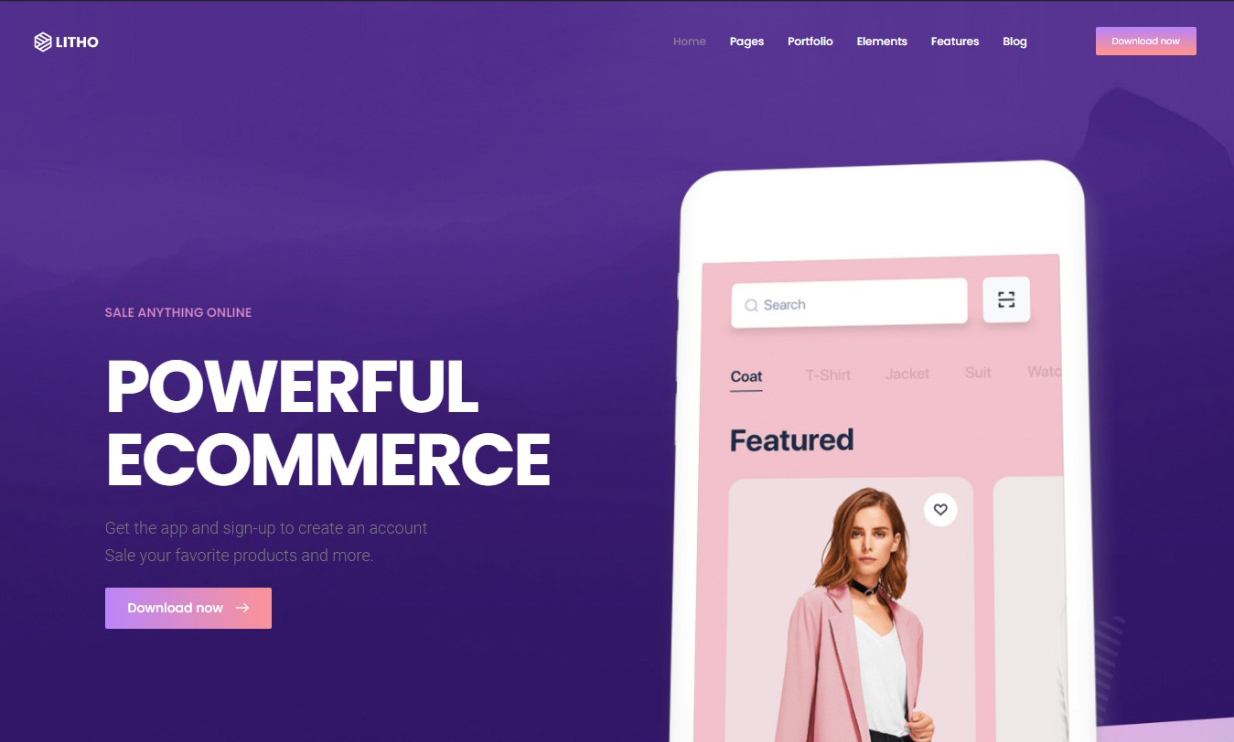 LITHO
Home Pages Portfolio Elements Features Blog Download now
SALE ANYTHING ONLINE
POWERFUL
ECOMMERCE
Get the app and sign-up to create an account
Sale your favorite products and more.
Download now
Search
Coat T-Shirt Jacket Suit Watc
Featured